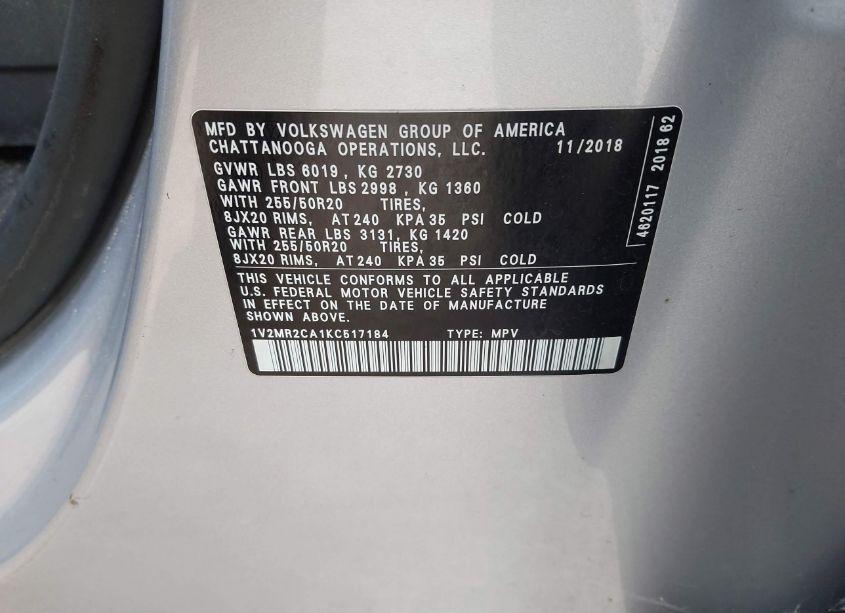 MFD BY VOLKSWAGEN GROUP OF AMERICA
CHATTANOOGA OPERATIONS, LLC. 11/2018
GVWR LBS 6019 , KG 2730
GAWR FRONT LBS 2998 , KG 1360
WITH 255/50R20 TIRES,
8JX20 RIMS, AT 240 KPA 35 PSI COLD
GAWR REAR LBS 3131, KG 1420
WITH 255/50R20 TIRES,
8JX20 RIMS, AT 240 KPA 35 PSI COLD
THIS VEHICLE CONFORMS TO ALL APPLICABLE
U.S. FEDERAL MOTOR VEHICLE SAFETY STANDARDS
IN EFFECT ON THE DATE OF MANUFACTURE
SHOWN ABOVE.
1V2MR2CA1KC517184 TYPE: MPV
4620117 2018 62